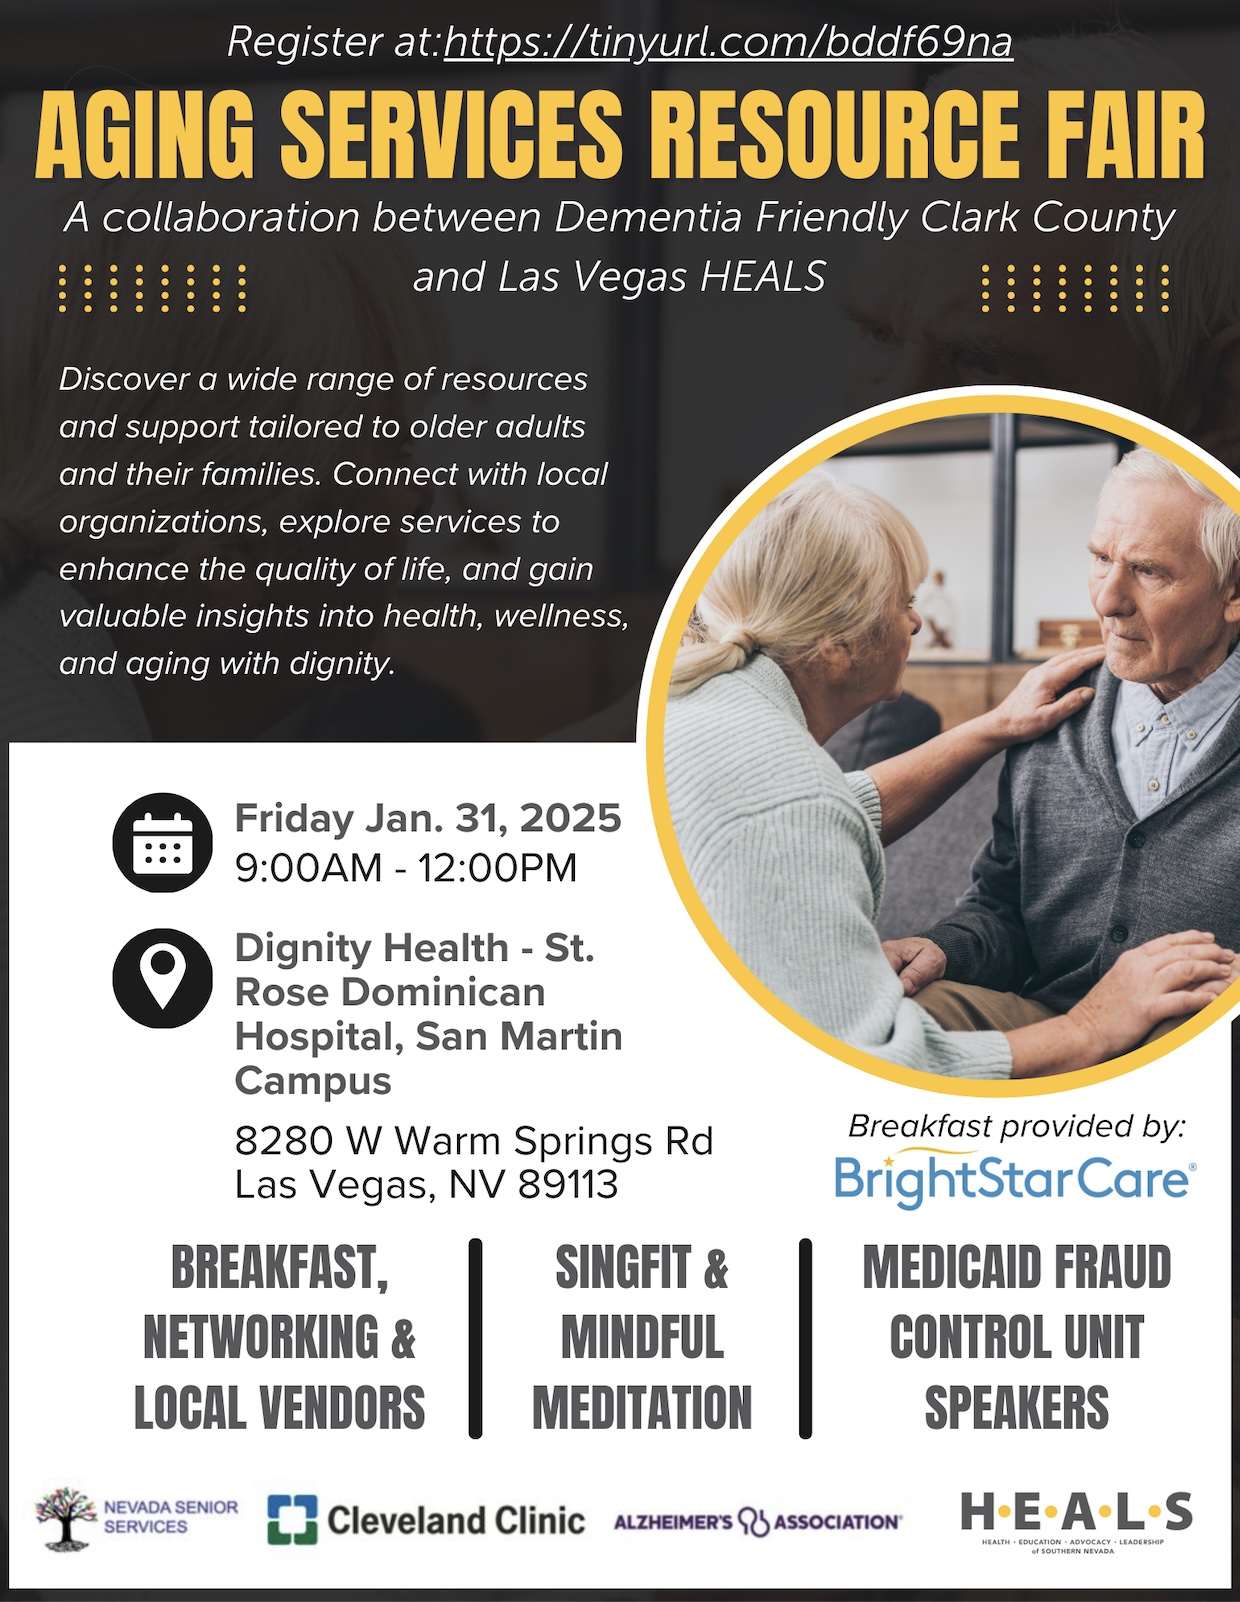 Register at:https://tinyurl.com/bddf69na
AGING SERVICES RESOURCE FAIR
A collaboration between Dementia Friendly Clark County
and Las Vegas HEALS
Discover a wide range of resources
and support tailored to older adults
and their families. Connect with local
organizations, explore services to
enhance the quality of life, and gain
valuable insights into health, wellness,
and aging with dignity.
Friday Jan. 31, 2025
9:00AM - 12:00PM
Dignity Health - St.
Rose Dominican
Hospital, San Martin
Campus
8280 W Warm Springs Rd
Las Vegas, NV 89113
Breakfast provided by:
BrightStarCare®
BREAKFAST,
NETWORKING &
LOCAL VENDORS
SINGFIT &
MINDFUL
MEDITATION
MEDICAID FRAUD
CONTROL UNIT
SPEAKERS
NEVADA SENIOR
SERVICES
Cleveland Clinic
ALZHEIMER'S ASSOCIATION®
H•E•A•L•S
HEALTH • EDUCATION • ADVOCACY • LEADERSHIP
of SOUTHERN NEVADA